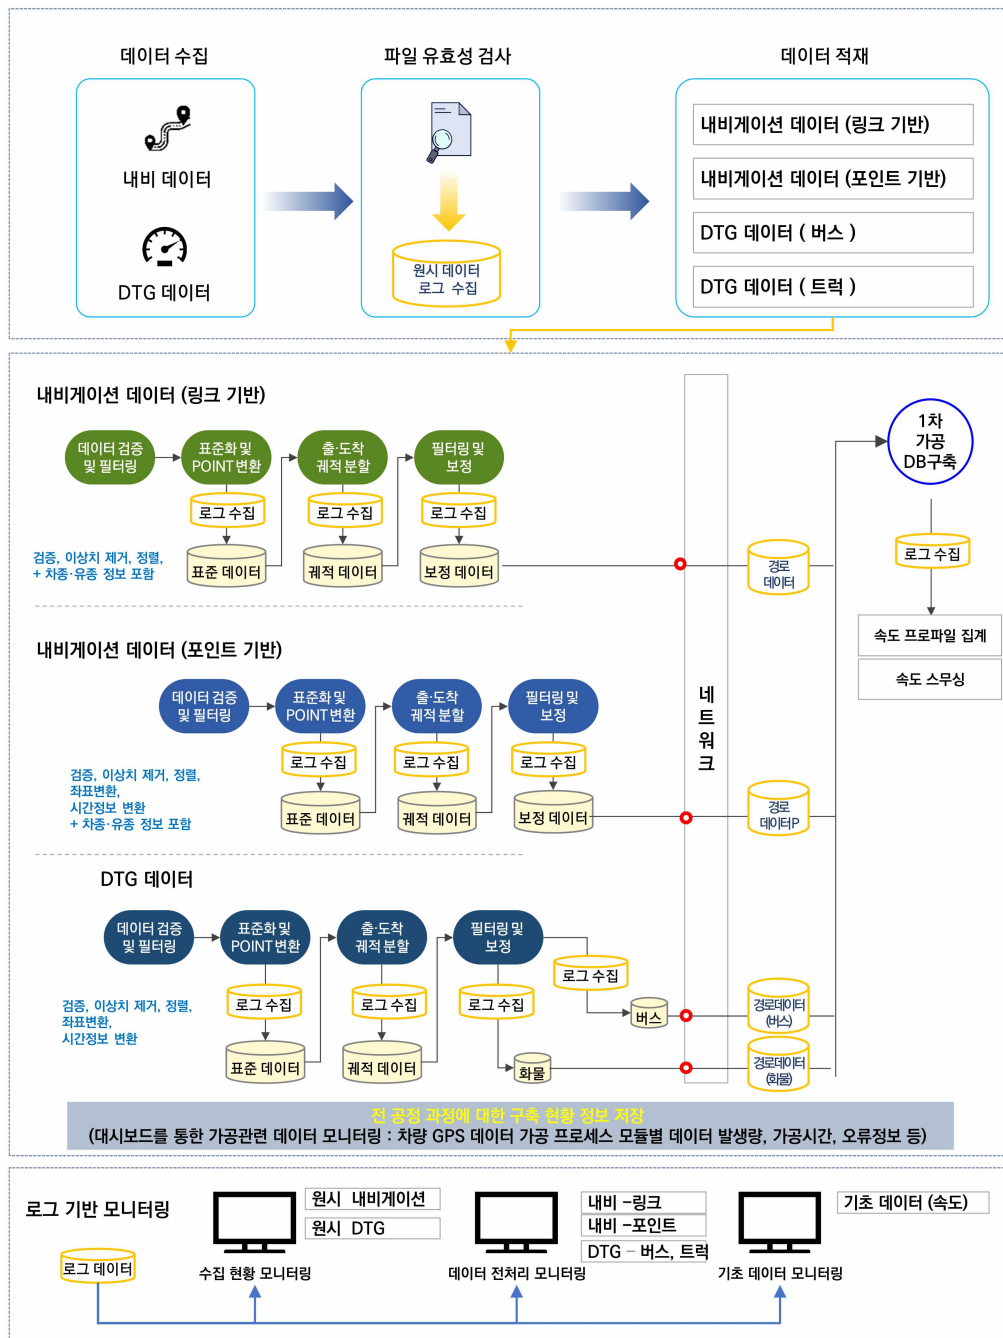 데이터 수집
파일 유효성 검사
데이터 적재
내비 데이터
DTG 데이터
원시 데이터
로그 수집
내비게이션 데이터 (링크 기반)
내비게이션 데이터 (포인트 기반)
DTG 데이터 ( 버스 )
DTG 데이터 ( 트럭 )
내비게이션 데이터 (링크 기반)
데이터 검증
및 필터링
표준화 및
POINT 변환
출·도착
궤적 분할
필터링 및
보정
로그 수집
로그 수집
로그 수집
표준 데이터
궤적 데이터
보정 데이터
검증, 이상치 제거, 정렬,
+ 차종·유종 정보 포함
경로
데이터
1차
가공
DB구축
로그 수집
속도 프로파일 집계
속도 스무싱
네트워크
내비게이션 데이터 (포인트 기반)
데이터 검증
및 필터링
표준화 및
POINT 변환
출·도착
궤적 분할
필터링 및
보정
로그 수집
로그 수집
로그 수집
표준 데이터
궤적 데이터
보정 데이터
검증, 이상치 제거, 정렬,
좌표변환,
시간정보 변환
+ 차종·유종 정보 포함
경로
데이터P
DTG 데이터
데이터 검증
및 필터링
표준화 및
POINT 변환
출·도착
궤적 분할
필터링 및
보정
로그 수집
로그 수집
로그 수집
로그 수집
표준 데이터
궤적 데이터
버스
화물
검증, 이상치 제거, 정렬,
좌표변환,
시간정보 변환
경로데이터
(버스)
경로데이터
(화물)
전 공정 과정에 대한 구축 현황 정보 저장
(대시보드를 통한 가공관련 데이터 모니터링 : 차량 GPS 데이터 가공 프로세스 모듈별 데이터 발생량, 가공시간, 오류정보 등)
로그 기반 모니터링
로그 데이터
원시 내비게이션
원시 DTG
수집 현황 모니터링
내비 -링크
내비 -포인트
DTG - 버스, 트럭
데이터 전처리 모니터링
기초 데이터 (속도)
기초 데이터 모니터링